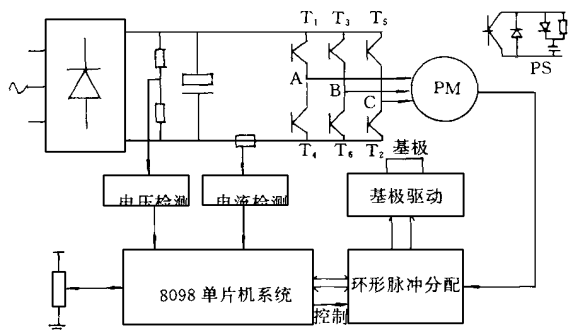 T₁ T₃ T₅
PS
A
B
C
PM
T₄ T₆ T₂
基极
电压检测
电流检测
基极驱动
8098单片机系统
控制
环形脉冲分配